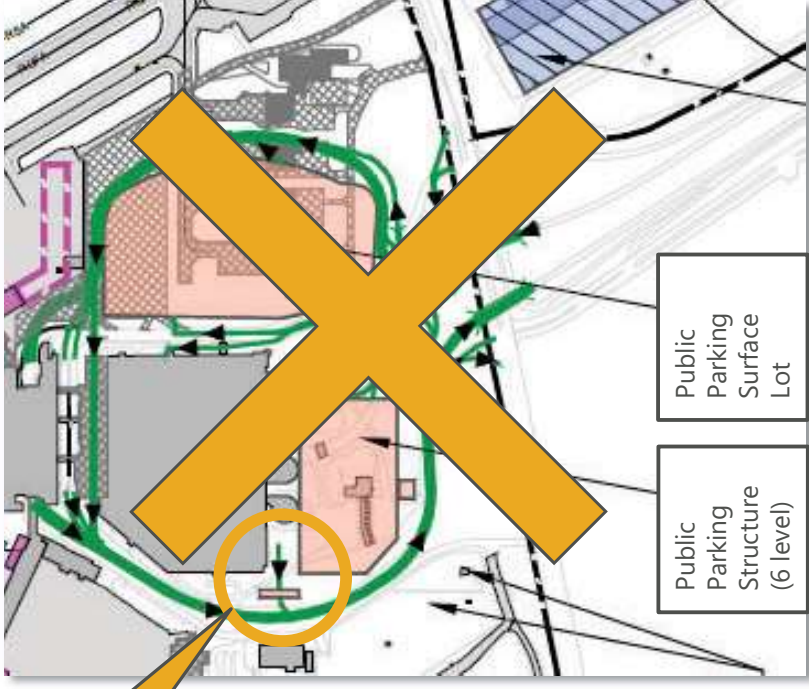 Public
Parking
Surface
Lot
Public
Parking
Structure
(6 level)